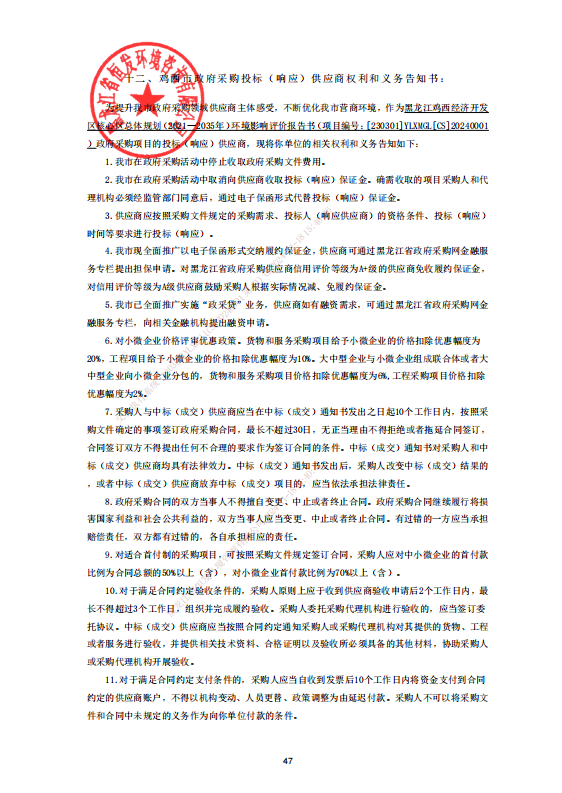 十二、鸡西市政府采购投标（响应）供应商权利和义务告知书：
为提升我市政府采购领域供应商主体感受，不断优化我市营商环境，作为黑龙江鸡西经济开发
区核心区总体规划（2021—2035年）环境影响评价报告书（项目编号：[230301]YLXMGL[CS]20240001
）政府采购项目的投标（响应）供应商，现将你单位的相关权利和义务告知如下：
1.我市在政府采购活动中停止收取政府采购文件费用。
2.我市在政府采购活动中取消向供应商收取投标（响应）保证金。确需收取的项目采购人和代
理机构必须经监管部门同意后，通过电子保函形式代替投标（响应）保证金。
3.供应商应按照采购文件规定的采购需求、投标人（响应供应商）的资格条件、投标（响应）
时间等要求进行投标（响应）。
4.我市现全面推广以电子保函形式交纳履约保证金，供应商可通过黑龙江省政府采购网金融服
务专栏提出担保申请。对黑龙江省政府采购供应商信用评价等级为A+级的供应商免收履约保证金，
对信用评价等级为A级供应商鼓励采购人根据实际情况减、免履约保证金。
5.我市已全面推广实施“政采贷”业务，供应商如有融资需求，可通过黑龙江省政府采购网金
融服务专栏，向相关金融机构提出融资申请。
6.对小微企业价格评审优惠政策。货物和服务采购项目给予小微企业的价格扣除优惠幅度为
20%，工程项目给予小微企业的价格扣除优惠幅度为10%。大中型企业与小微企业组成联合体或者大
中型企业向小微企业分包的，货物和服务采购项目价格扣除优惠幅度为6%，工程采购项目价格扣除
优惠幅度为2%。
7.采购人与中标（成交）供应商应当在中标（成交）通知书发出之日起10个工作日内，按照采
购文件确定的事项签订政府采购合同，最长不超过30日，无正当理由不得拒绝或者拖延合同签订，
合同签订双方不得提出任何不合理的要求作为签订合同的条件。中标（成交）通知书对采购人和中
标（成交）供应商均具有法律效力。中标（成交）通知书发出后，采购人改变中标（成交）结果的
，或者中标（成交）供应商放弃中标（成交）项目的，应当依法承担法律责任。
8.政府采购合同的双方当事人不得擅自变更、中止或者终止合同。政府采购合同继续履行将损
害国家利益和社会公共利益的，双方当事人应当变更、中止或者终止合同。有过错的一方应当承担
赔偿责任，双方都有过错的，各自承担相应的责任。
9.对适合首付制的采购项目，可按照采购文件规定签订合同，采购人应对中小微企业的首付款
比例为合同总额的50%以上（含），对小微企业首付款比例为70%以上（含）。
10.对于满足合同约定验收条件的，采购人原则上应于收到供应商验收申请后2个工作日内，最
长不得超过3个工作日，组织并完成履约验收。采购人委托采购代理机构进行验收的，应当签订委
托协议。中标（成交）供应商应当按照合同约定通知采购人或采购代理机构对其提供的货物、工程
或者服务进行验收，并提供相关技术资料、合格证明以及验收所必须具备的其他材料，协助采购人
或采购代理机构开展验收。
11.对于满足合同约定支付条件的，采购人应当自收到发票后10个工作日内将资金支付到合同
约定的供应商账户，不得以机构变动、人员更替、政策调整为由延迟付款。采购人不可以将采购文
件和合同中未规定的义务作为向你单位付款的条件。
47